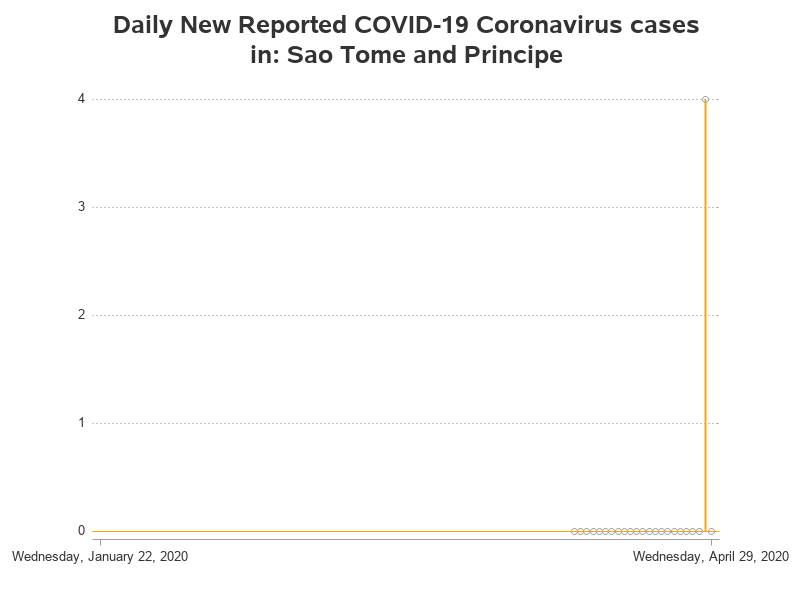 Daily New Reported COVID-19 Coronavirus cases
in: Sao Tome and Principe
4
3
2
1
0
Wednesday, January 22, 2020
Wednesday, April 29, 2020